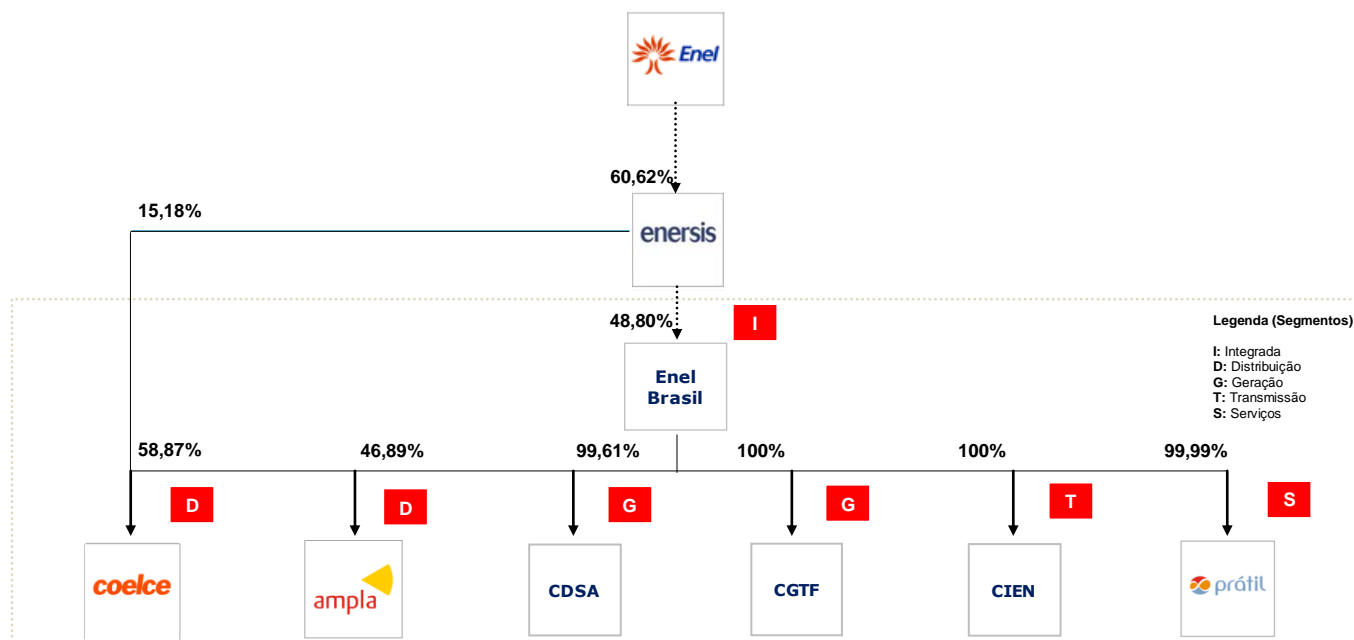 Enel
60,62%
15,18%
enersis
48,80%
I
Legenda (Segmentos)
I: Integrada
D: Distribuição
G: Geração
T: Transmissão
S: Serviços
Enel
Brasil
58,87%
46,89%
99,61%
100%
100%
99,99%
D
D
G
G
T
S
coelce
ampla
CDSA
CGTF
CIEN
prátil